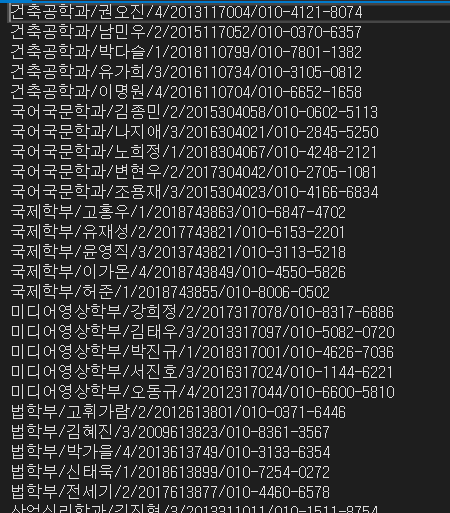 건축공학과/권오진/4/2013117004/010-4121-8074
건축공학과/남민우/2/2015117052/010-0370-6357
건축공학과/박다슬/1/2018110799/010-7801-1382
건축공학과/유가희/3/2016110734/010-3105-0812
건축공학과/이명원/4/2016110704/010-6652-1658
국어국문학과/김종민/2/2015304058/010-0602-5113
국어국문학과/나지애/3/2016304021/010-2845-5250
국어국문학과/노희정/1/2018304067/010-4248-2121
국어국문학과/변현우/2/2017304042/010-2705-1081
국어국문학과/조용재/3/2015304023/010-4166-6834
국제학부/고홍우/1/2018743863/010-6847-4702
국제학부/유재성/2/2017743821/010-6153-2201
국제학부/윤영직/3/2013743821/010-3113-5218
국제학부/이가온/4/2018743849/010-4550-5826
국제학부/허준/1/2018743855/010-8006-0502
미디어영상학부/강희정/2/2017317078/010-8317-6886
미디어영상학부/김태우/3/2013317097/010-5082-0720
미디어영상학부/박진규/1/2018317001/010-4626-7036
미디어영상학부/서진호/3/2016317024/010-1144-6221
미디어영상학부/오동규/4/2012317044/010-6600-5810
법학부/고휘가람/2/2012613801/010-0371-6446
법학부/김혜진/3/2009613823/010-8361-3567
법학부/박가을/4/2013613749/010-3133-6354
법학부/신태욱/1/2018613899/010-7254-0272
법학부/전세기/2/2017613877/010-4460-6578
산업심리학과/김진현/3/2013311011/010-1511-8754